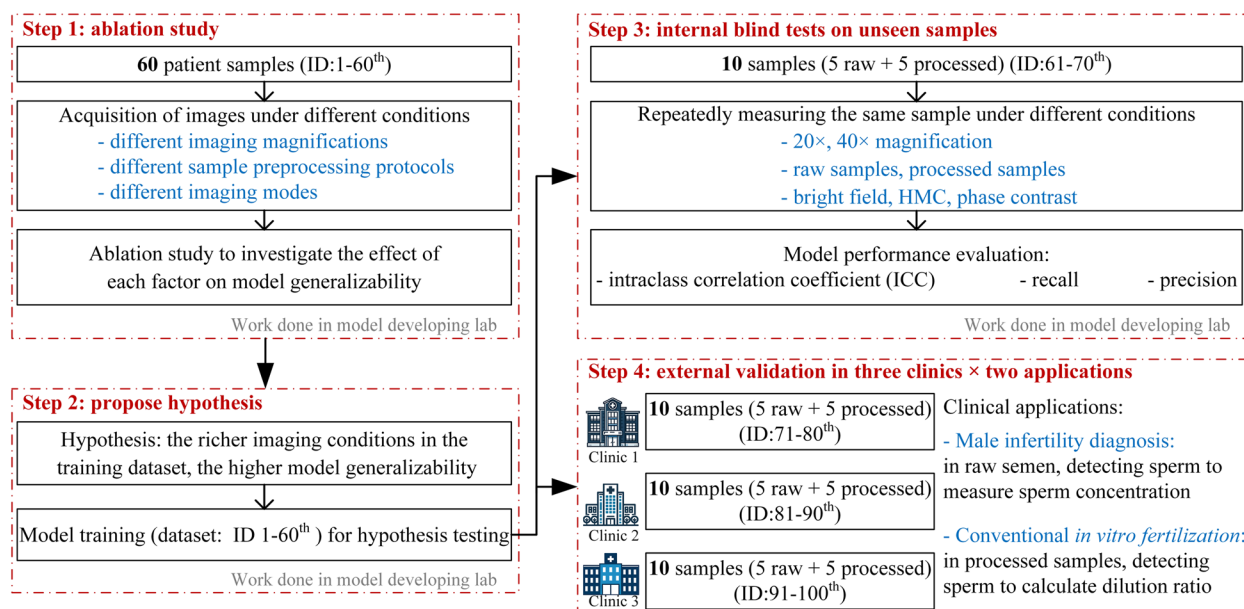 Step 1: ablation study
60 patient samples (ID:1-60th)
Acquisition of images under different conditions
- different imaging magnifications
- different sample preprocessing protocols
- different imaging modes
Ablation study to investigate the effect of
each factor on model generalizability
Work done in model developing lab
Step 2: propose hypothesis
Hypothesis: the richer imaging conditions in the
training dataset, the higher model generalizability
Model training (dataset: ID 1-60th) for hypothesis testing
Work done in model developing lab
Step 3: internal blind tests on unseen samples
10 samples (5 raw + 5 processed) (ID:61-70th)
Repeatedly measuring the same sample under different conditions
- 20×, 40× magnification
- raw samples, processed samples
- bright field, HMC, phase contrast
Model performance evaluation:
- intraclass correlation coefficient (ICC) - recall - precision
Work done in model developing lab
Step 4: external validation in three clinics × two applications
Clinic 1
10 samples (5 raw + 5 processed)
(ID:71-80th)
Clinic 2
10 samples (5 raw + 5 processed)
(ID:81-90th)
Clinic 3
10 samples (5 raw + 5 processed)
(ID:91-100th)
Clinical applications:
- Male infertility diagnosis:
in raw semen, detecting sperm to
measure sperm concentration
- Conventional in vitro fertilization:
in processed samples, detecting
sperm to calculate dilution ratio